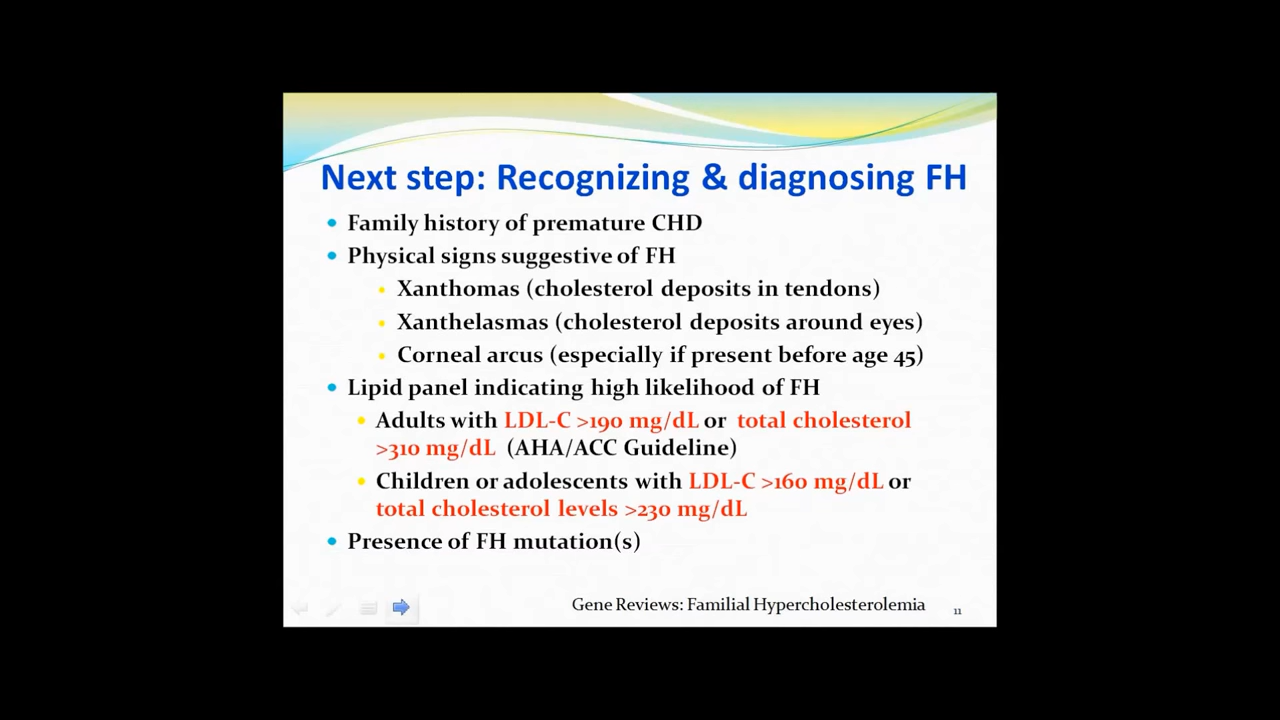 Next step: Recognizing & diagnosing FH
Family history of premature CHD
Physical signs suggestive of FH
Xanthomas (cholesterol deposits in tendons)
Xanthelasmas (cholesterol deposits around eyes)
Corneal arcus (especially if present before age 45)
Lipid panel indicating high likelihood of FH
Adults with LDL-C >190 mg/dL or total cholesterol
>310 mg/dL (AHA/ACC Guideline)
Children or adolescents with LDL-C >160 mg/dL or
total cholesterol levels >230 mg/dL
Presence of FH mutation(s)
Gene Reviews: Familial Hypercholesterolemia
11